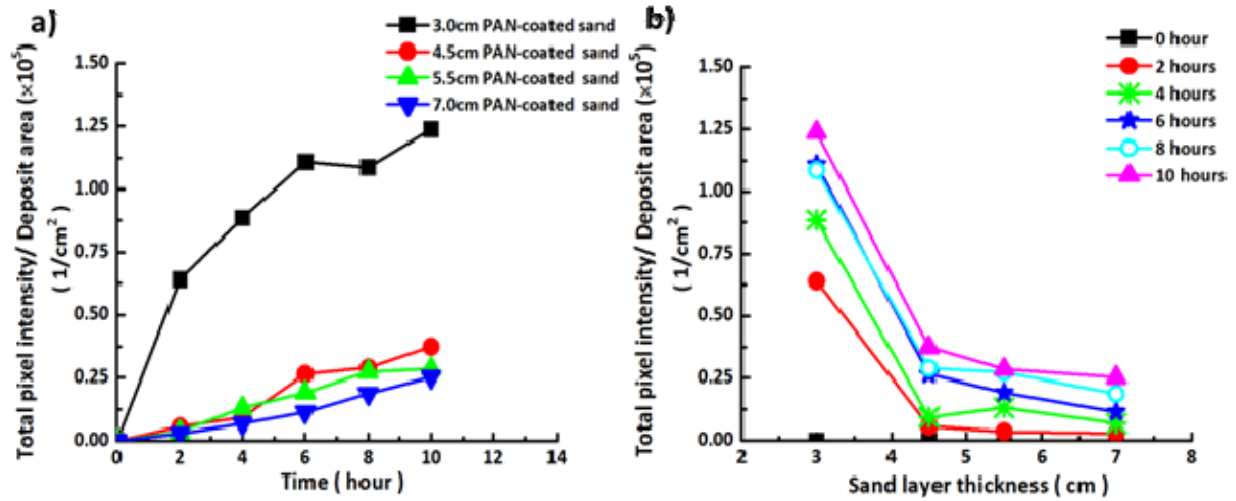 a)
3.0cm PAN-coated sand
4.5cm PAN-coated sand
5.5cm PAN-coated sand
7.0cm PAN-coated sand
Total pixel intensity/ Deposit area (×10⁵)
( 1/cm²)
1.50
1.25
1.00
0.75
0.50
0.25
0.00
0 2 4 6 8 10 12 14
Time ( hour )
b)
0 hour
2 hours
4 hours
6 hours
8 hours
10 hours
Total pixel intensity/ Deposit area (×10⁵)
( 1/cm²)
1.50
1.25
1.00
0.75
0.50
0.25
0.00
2 3 4 5 6 7 8
Sand layer thickness ( cm )